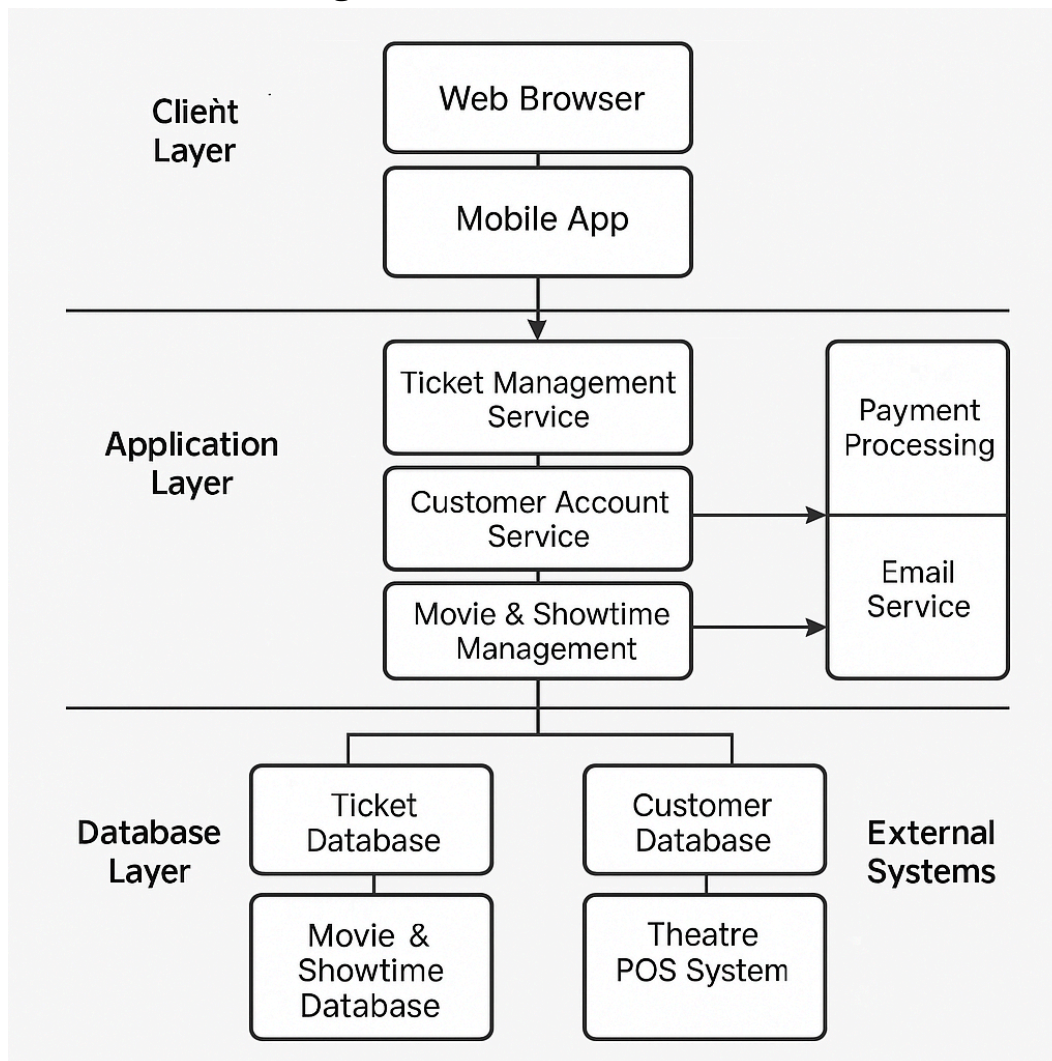 Web Browser
Client
Layer
Mobile App
Ticket Management
Service
Payment
Processing
Application
Layer
Customer Account
Service
Email
Service
Movie & Showtime
Management
Ticket
Database
Customer
Database
Database
Layer
External
Systems
Movie &
Showtime
Database
Theatre
POS System